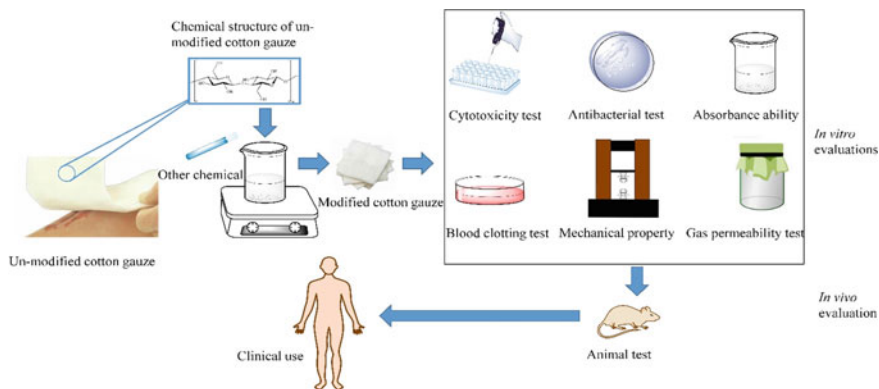 Chemical structure of un-
modified cotton gauze
Other chemical
Modified cotton gauze
Un-modified cotton gauze
Cytotoxicity test
Antibacterial test
Absorbance ability
Blood clotting test
Mechanical property
Gas permeability test
In vitro
evaluations
In vivo
evaluation
Animal test
Clinical use